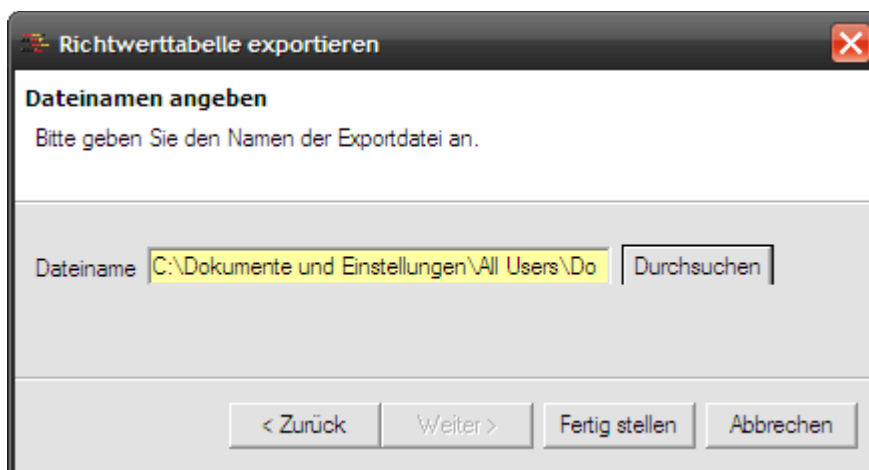 Richtwerttabelle exportieren
Dateinamen angeben
Bitte geben Sie den Namen der Exportdatei an.
Dateiname C:\Dokumente und Einstellungen\All Users\Do Durchsuchen
< Zurück Weiter > Fertig stellen Abbrechen